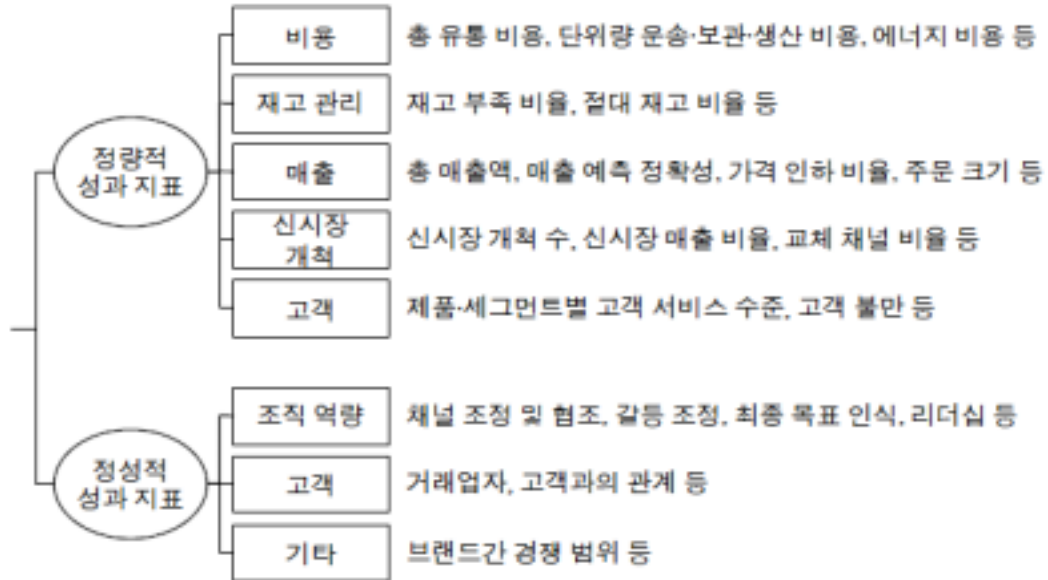 비용 총 유통 비용, 단위량 운송·보관·생산 비용, 에너지 비용 등
재고 관리 재고 부족 비율, 절대 재고 비율 등
정량적
성과 지표
매출 총 매출액, 매출 예측 정확성, 가격 인하 비율, 주문 크기 등
신시장
개척
신시장 개척 수, 신시장 매출 비율, 교체 채널 비율 등
고객 제품·세그먼트별 고객 서비스 수준, 고객 불만 등
조직 역량 채널 조정 및 협조, 갈등 조정, 최종 목표 인식, 리더십 등
정성적
성과 지표
고객 거래업자, 고객과의 관계 등
기타 브랜드간 경쟁 범위 등